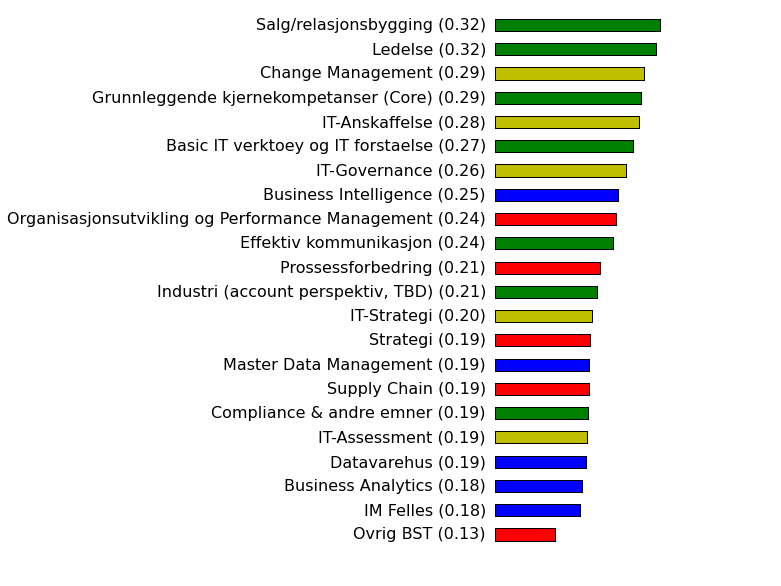 Salg/relasjonsbygging (0.32)
Ledelse (0.32)
Change Management (0.29)
Grunnleggende kjernekompetanser (Core) (0.29)
IT-Anskaffelse (0.28)
Basic IT verktoey og IT forstaelse (0.27)
IT-Governance (0.26)
Business Intelligence (0.25)
Organisasjonsutvikling og Performance Management (0.24)
Effektiv kommunikasjon (0.24)
Prossessforbedring (0.21)
Industri (account perspektiv, TBD) (0.21)
IT-Strategi (0.20)
Strategi (0.19)
Master Data Management (0.19)
Supply Chain (0.19)
Compliance & andre emner (0.19)
IT-Assessment (0.19)
Datavarehus (0.19)
Business Analytics (0.18)
IM Felles (0.18)
Ovrig BST (0.13)